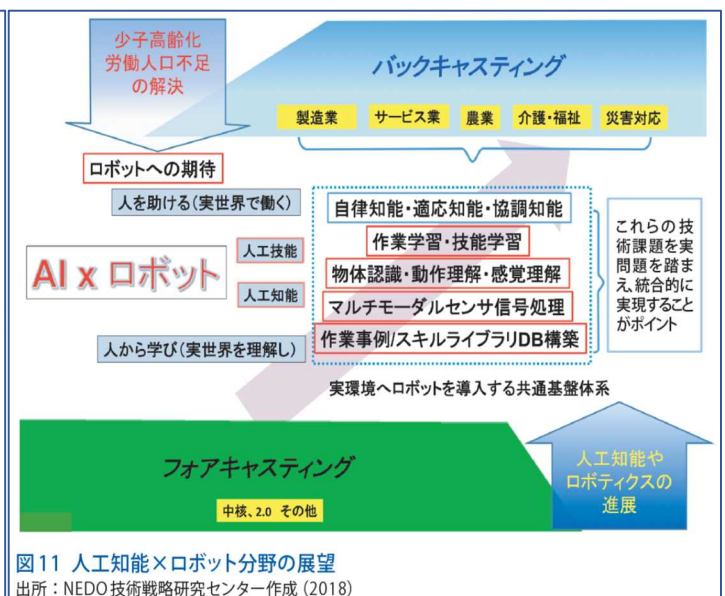 少子高齢化
労働人口不足
の解決
バックキャスティング
製造業 サービス業 農業 介護・福祉 災害対応
ロボットへの期待
人を助ける(実世界で働く)
自律知能・適応知能・協調知能
作業学習・技能学習
物体認識・動作理解・感覚理解
マルチモーダルセンサ信号処理
作業事例/スキルライブラリDB構築
これらの技
術課題を実
問題を踏ま
え、統合的に
実現すること
がポイント
人工技能
AI x ロボット
人工知能
人から学び(実世界を理解し)
実環境へロボットを導入する共通基盤体系
フォアキャスティング
中核、2.0 その他
人工知能や
ロボティクスの
進展
図11 人工知能×ロボット分野の展望
出所：NEDO技術戦略研究センター作成(2018)